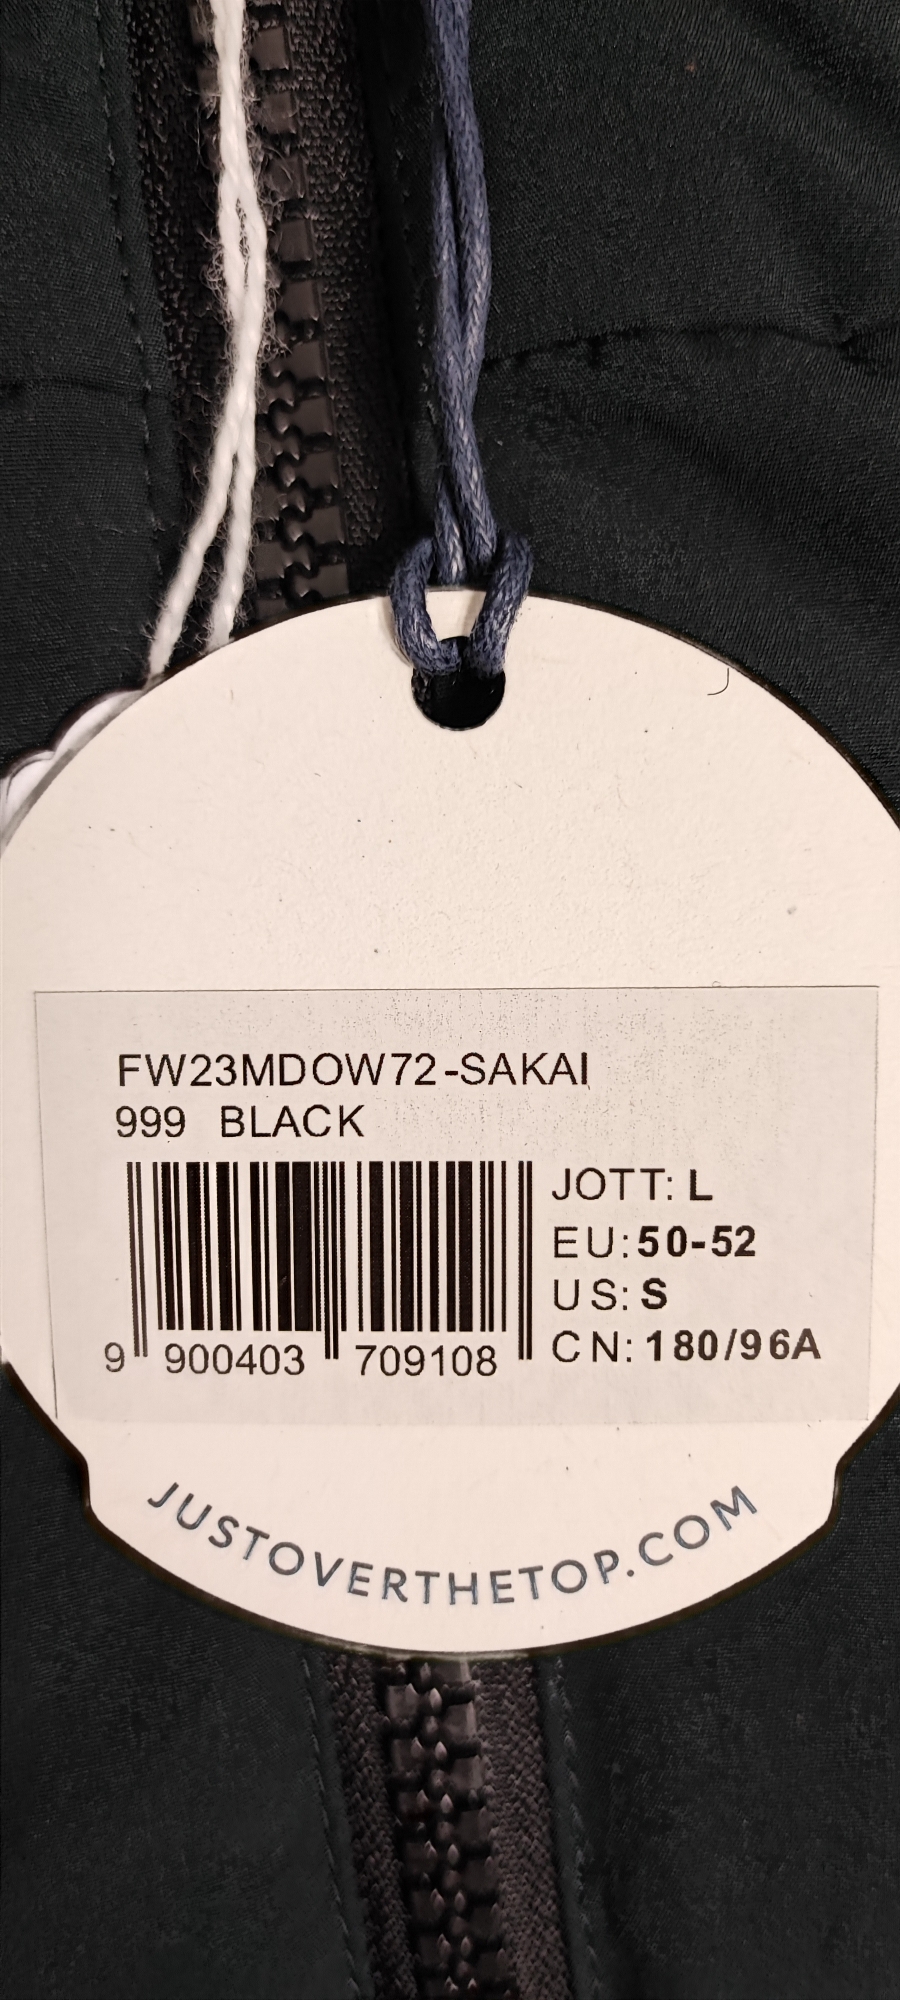 FW23MDOW72-SAKAI
999 BLACK
JOTT: L
EU: 50-52
US: S
CN: 180/96A
9 900403 709108
JUSTOVERTHETOP.COM